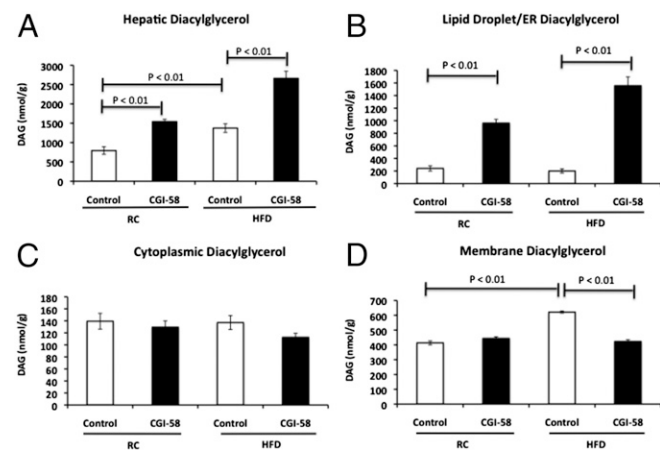 A
Hepatic Diacylglycerol
DAG (nmol/g)
3000
2500
2000
1500
1000
500
0
P < 0.01
P < 0.01
P < 0.01
Control CGI-58 Control CGI-58
RC HFD
B
Lipid Droplet/ER Diacylglycerol
DAG (nmol/g)
1800
1600
1400
1200
1000
800
600
400
200
0
P < 0.01
P < 0.01
Control CGI-58 Control CGI-58
RC HFD
C
Cytoplasmic Diacylglycerol
DAG (nmol/g)
180
160
140
120
100
80
60
40
20
0
Control CGI-58 Control CGI-58
RC HFD
D
Membrane Diacylglycerol
DAG (nmol/g)
700
600
500
400
300
200
100
0
P < 0.01
P < 0.01
Control CGI-58 Control CGI-58
RC HFD